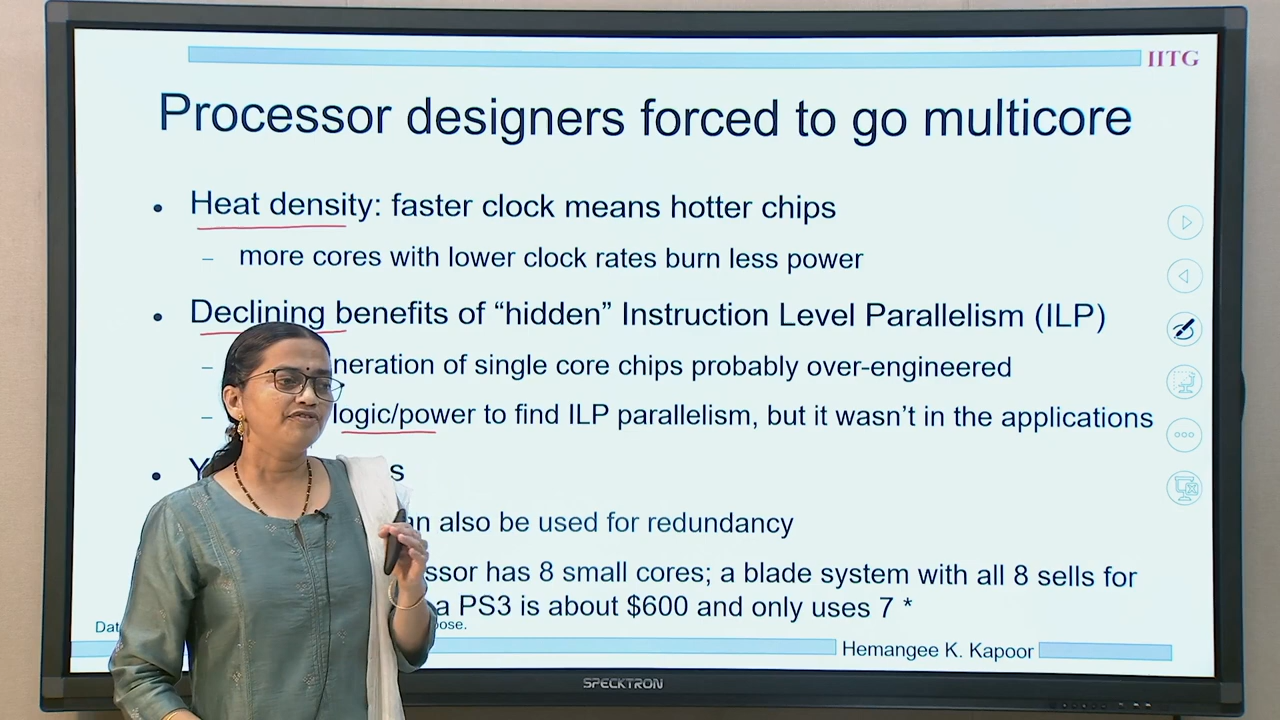 IITG
Processor designers forced to go multicore
• Heat density: faster clock means hotter chips
– more cores with lower clock rates burn less power
• Declining benefits of “hidden” Instruction Level Parallelism (ILP)
– neration of single core chips probably over-engineered
– logic/power to find ILP parallelism, but it wasn’t in the applications
• Y s
an also be used for redundancy
ssor has 8 small cores; a blade system with all 8 sells for
a PS3 is about $600 and only uses 7 *
Dat ose.
Hemangee K. Kapoor
SPECKTRON